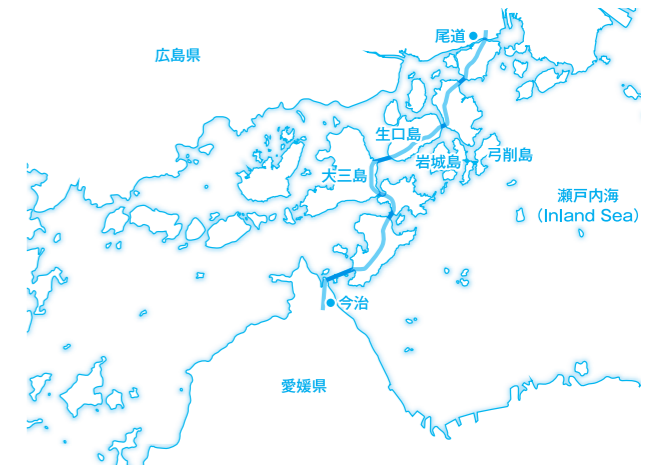 尾道
広島県
生口島
岩城島
弓削島
大三島
瀬戸内海
（Inland Sea）
今治
愛媛県